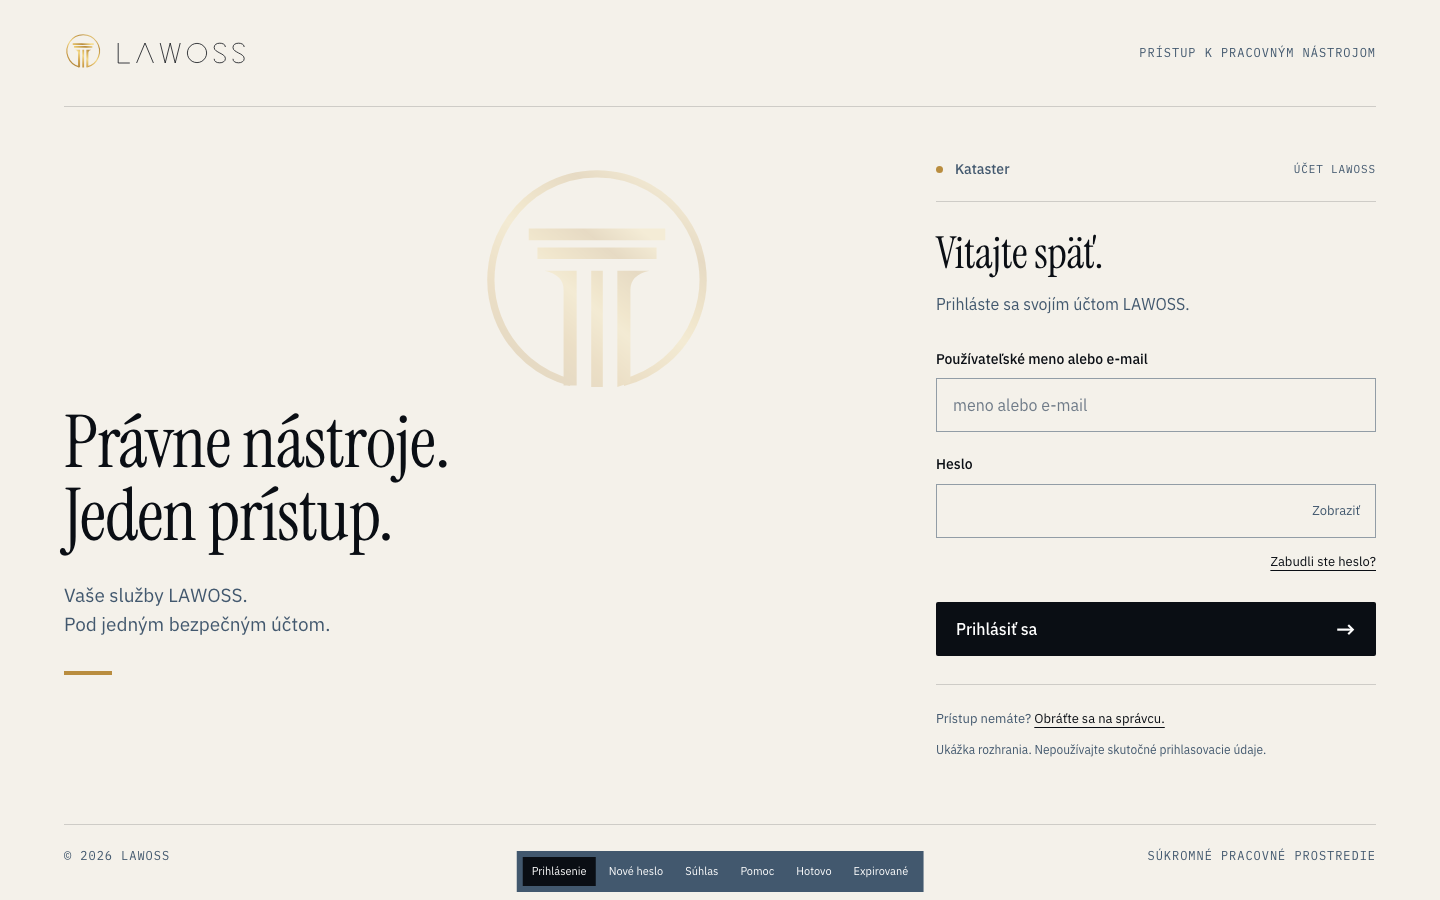 LAWOSS
PRÍSTUP K PRACOVNÝM NÁSTROJOM
Kataster
ÚČET LAWOSS
Vitajte späť.
Prihláste sa svojím účtom LAWOSS.
Používateľské meno alebo e-mail
meno alebo e-mail
Heslo
Zobraziť
Zabudli ste heslo?
Prihlásiť sa →
Prístup nemáte? Obráťte sa na správcu.
Ukážka rozhrania. Nepoužívajte skutočné prihlasovacie údaje.
Právne nástroje.
Jeden prístup.
Vaše služby LAWOSS.
Pod jedným bezpečným účtom.
© 2026 LAWOSS
Prihlásenie Nové heslo Súhlas Pomoc Hotovo Expirované
SÚKROMNÉ PRACOVNÉ PROSTREDIE